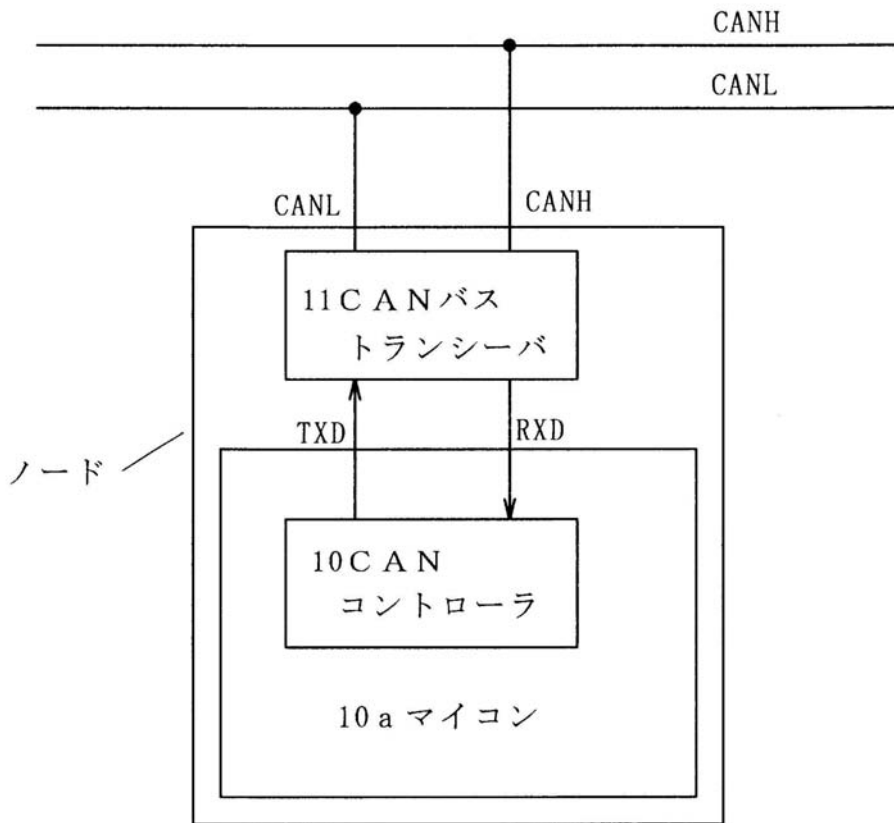 CANH
CANL
CANL
CANH
11ＣＡＮバス
トランシーバ
TXD
RXD
ノード
10ＣＡＮ
コントローラ
10ａマイコン